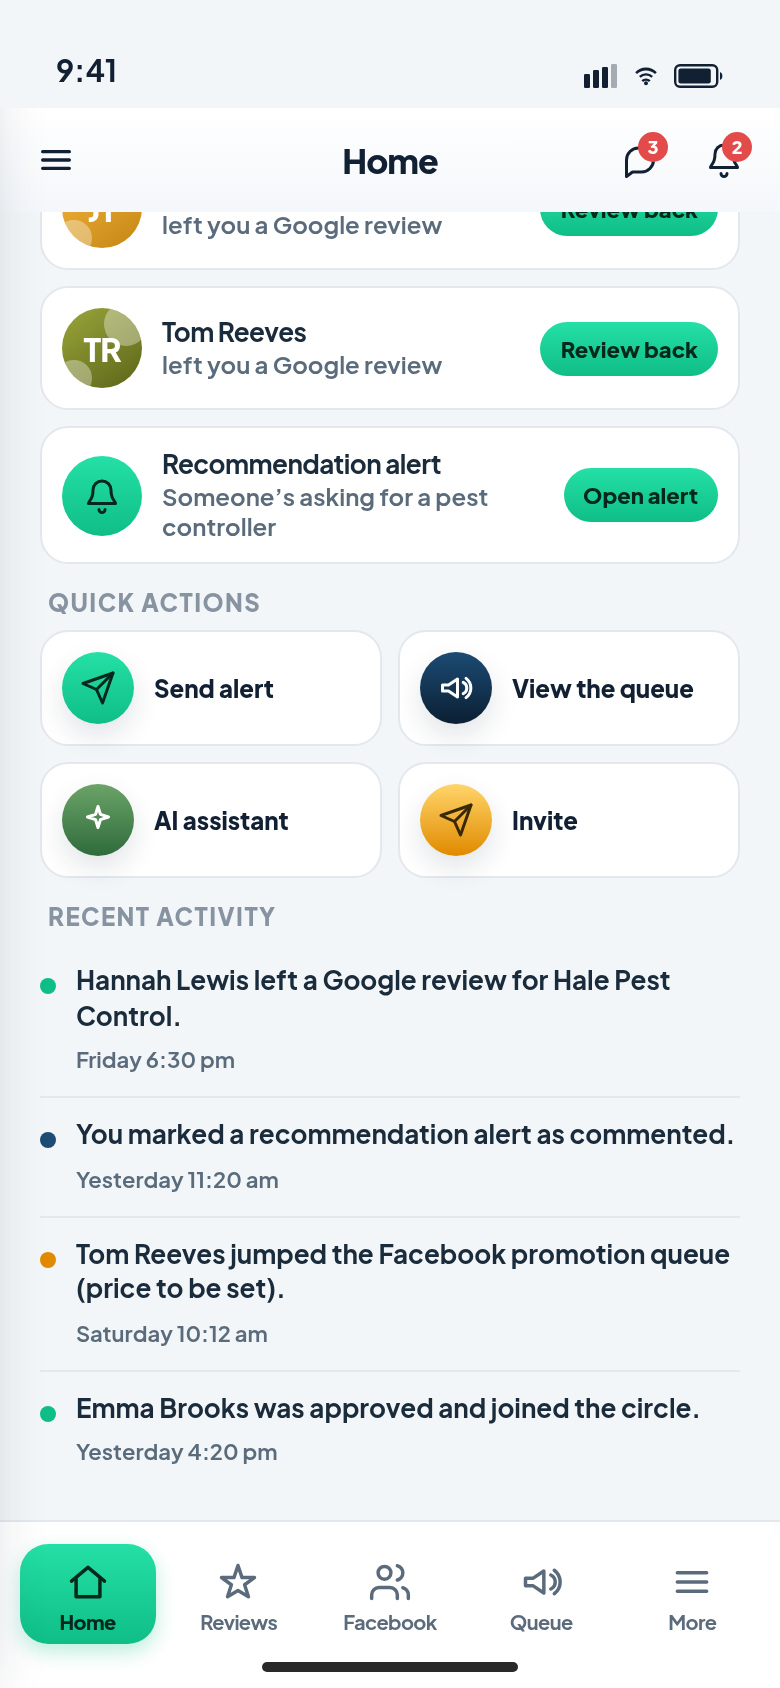 9:41
Home
3
2
left you a Google review
Review back
TR
Tom Reeves
left you a Google review
Review back
Recommendation alert
Someone’s asking for a pest
controller
Open alert
QUICK ACTIONS
Send alert
View the queue
AI assistant
Invite
RECENT ACTIVITY
Hannah Lewis left a Google review for Hale Pest
Control.
Friday 6:30 pm
You marked a recommendation alert as commented.
Yesterday 11:20 am
Tom Reeves jumped the Facebook promotion queue
(price to be set).
Saturday 10:12 am
Emma Brooks was approved and joined the circle.
Yesterday 4:20 pm
Home
Reviews
Facebook
Queue
More